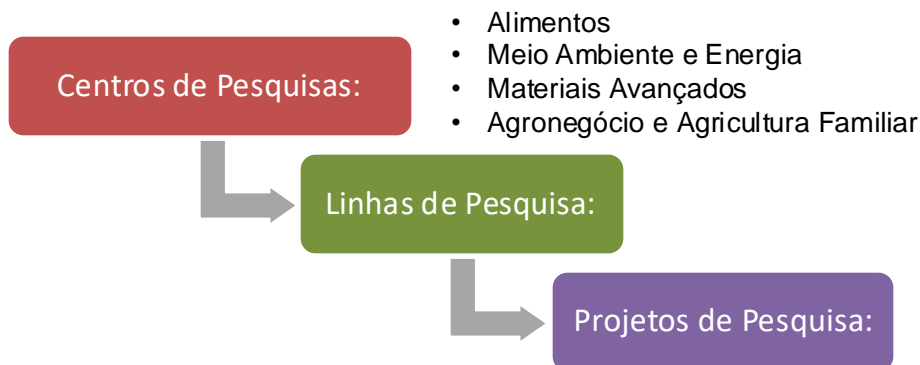 Centros de Pesquisas:
• Alimentos
• Meio Ambiente e Energia
• Materiais Avançados
• Agronegócio e Agricultura Familiar
Linhas de Pesquisa:
Projetos de Pesquisa: